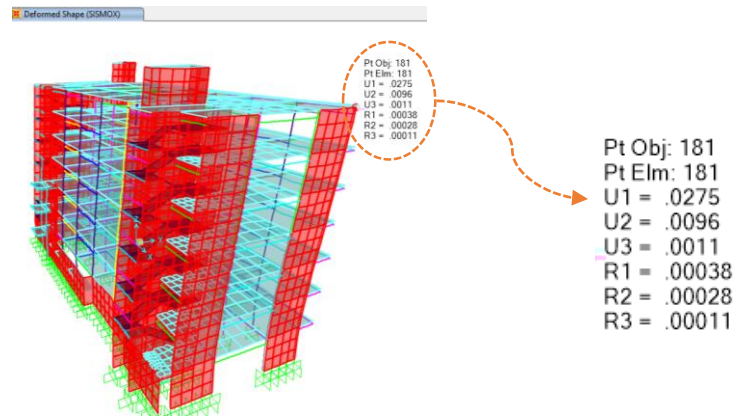 Deformed Shape (SISMOX)
Pt Obj: 181
Pt Elm: 181
U1 = .0275
U2 = .0096
U3 = .0011
R1 = .00038
R2 = .00028
R3 = .00011
Pt Obj: 181
Pt Elm: 181
U1 = .0275
U2 = .0096
U3 = .0011
R1 = .00038
R2 = .00028
R3 = .00011